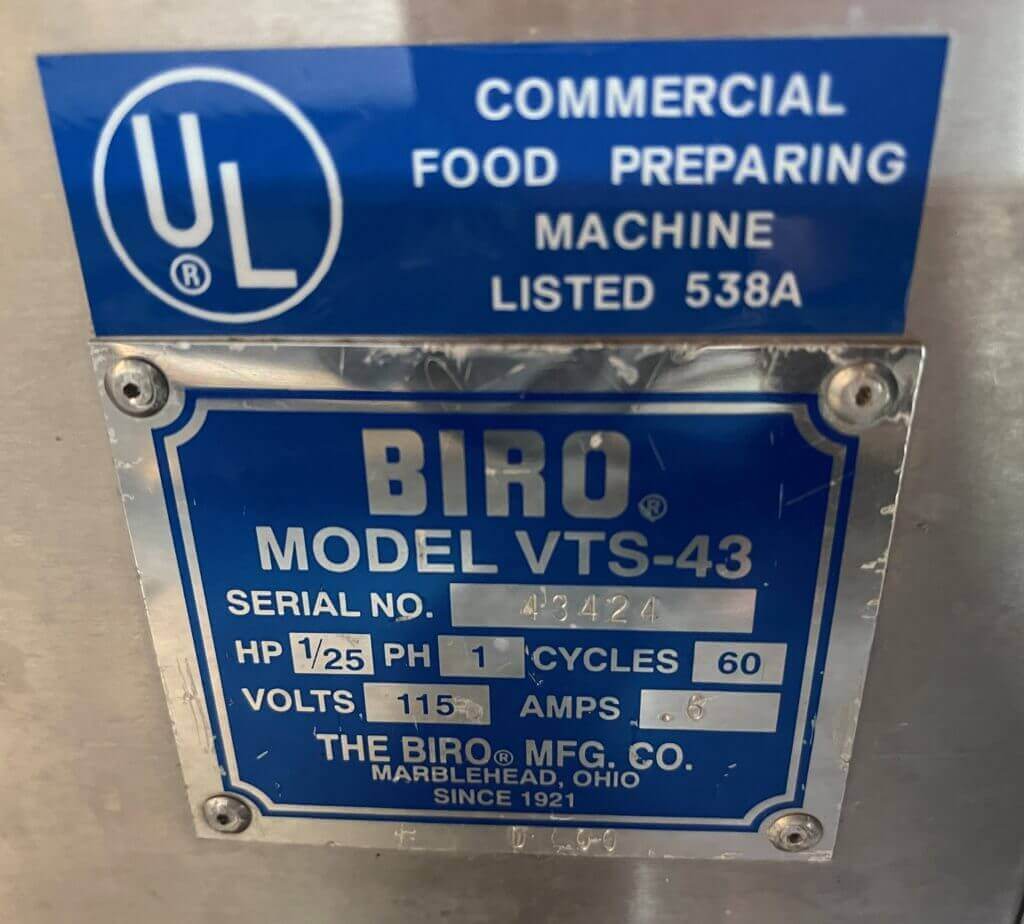 UL
®
COMMERCIAL
FOOD PREPARING
MACHINE
LISTED 538A
BIRO®
MODEL VTS-43
SERIAL NO. 43424
HP 1/25 PH 1 CYCLES 60
VOLTS 115 AMPS .6
THE BIRO® MFG. CO.
MARBLEHEAD, OHIO
SINCE 1921